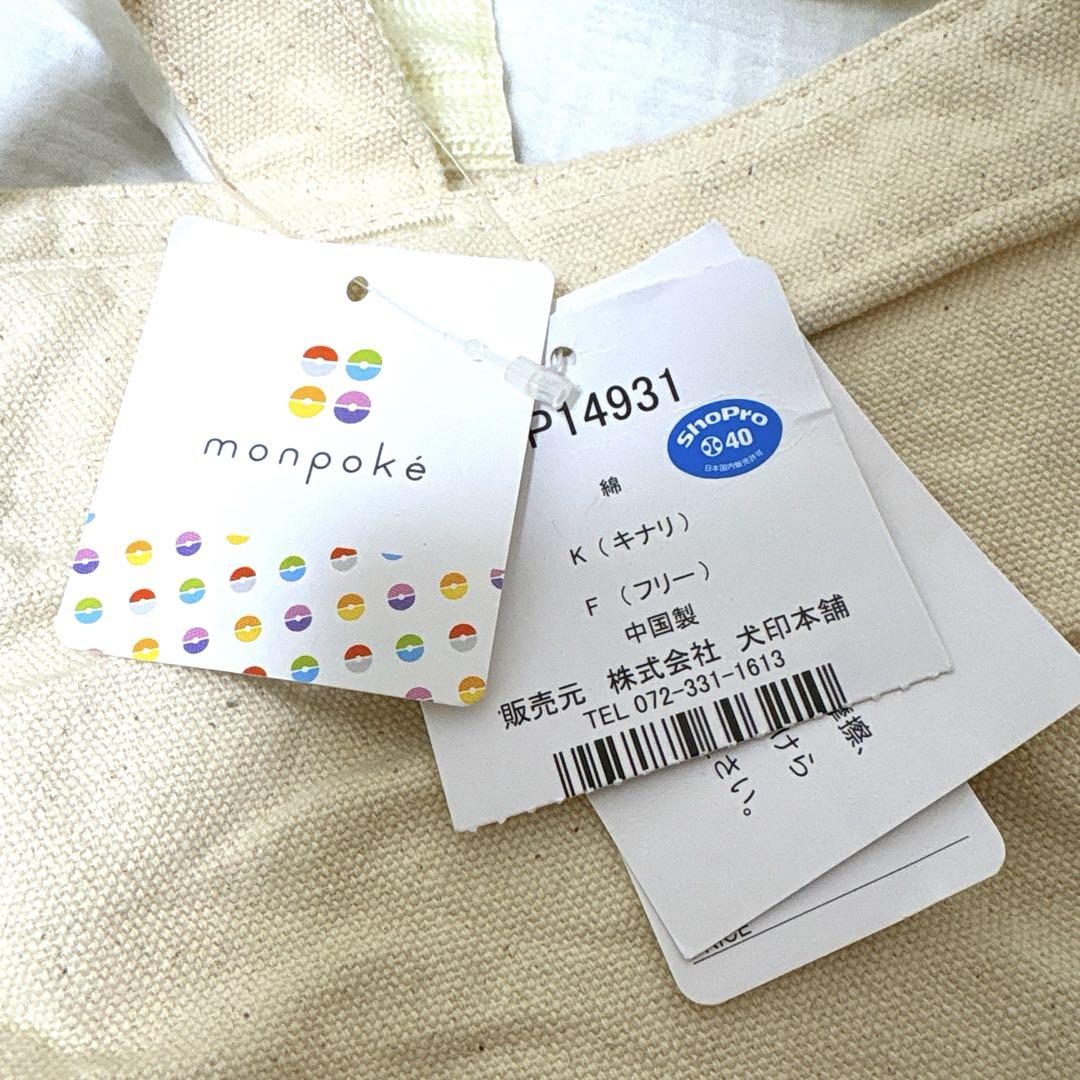 monpoké
P14931
ShoPro
40
日本国内販売許可
綿
K（キナリ）
F（フリー）
中国製
販売元 株式会社 犬印本舗
TEL 072-331-1613
擦、
けら
さい。